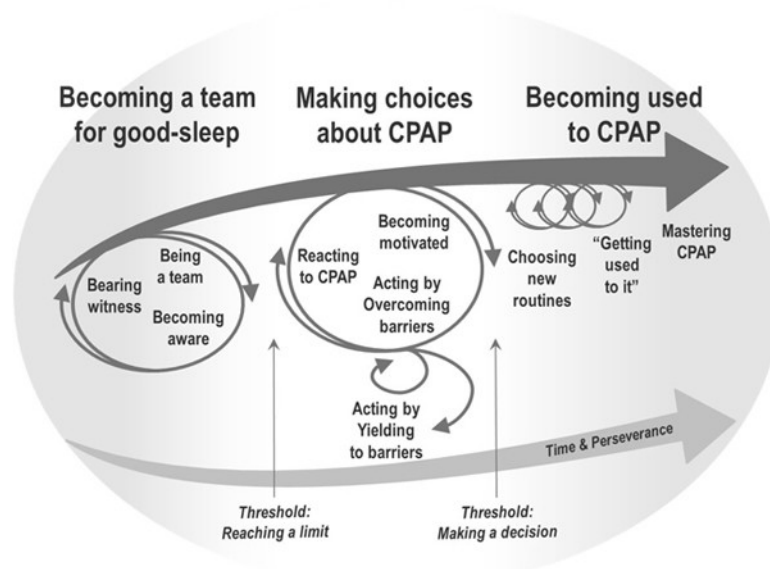 Becoming a team
for good-sleep
Making choices
about CPAP
Becoming used
to CPAP
Being
a team
Bearing
witness
Becoming
aware
Becoming
motivated
Reacting
to CPAP
Acting by
Overcoming
barriers
Acting by
Yielding
to barriers
Choosing
new
routines
“Getting
used
to it”
Mastering
CPAP
Time & Perseverance
Threshold:
Reaching a limit
Threshold:
Making a decision